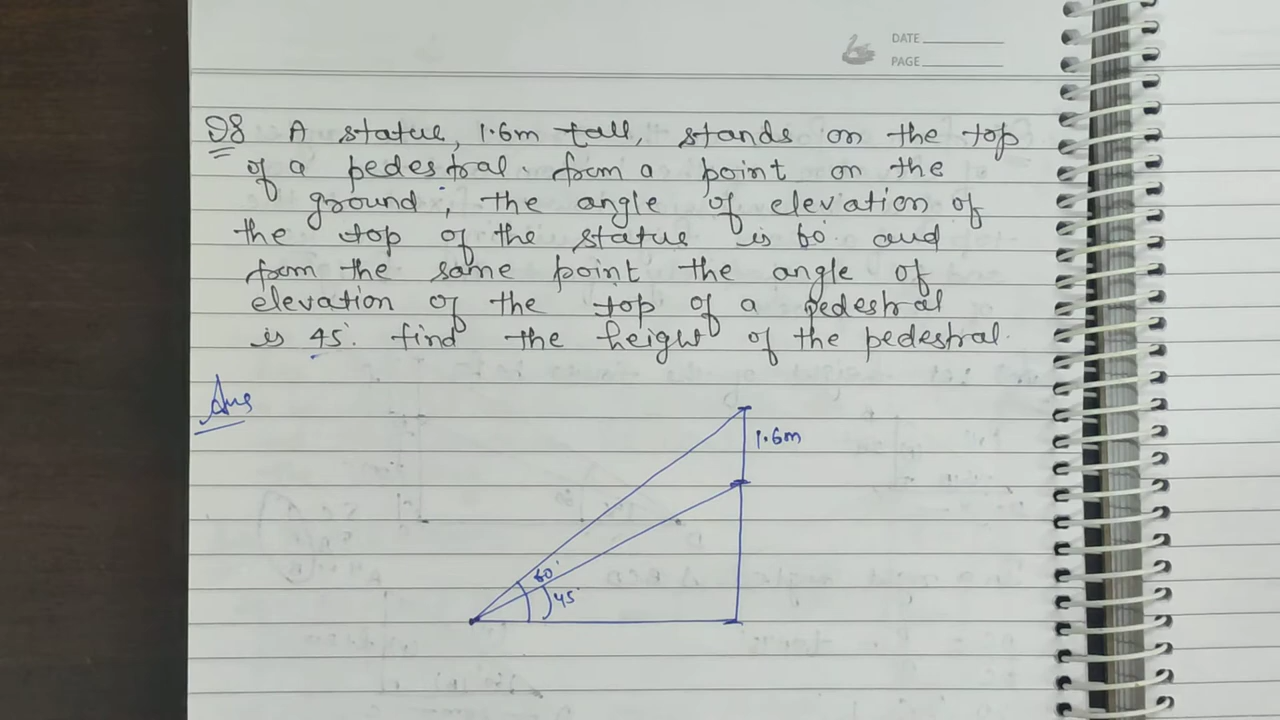 DATE
PAGE
Q8 A statue, 1.6m tall, stands on the top
of a pedestral. from a point on the
ground, the angle of elevation of
the top of the statue is 60° and
from the same point the angle of
elevation of the top of a pedestral
is 45°. find the height of the pedestral.
Ans
1.6m
60°
45°